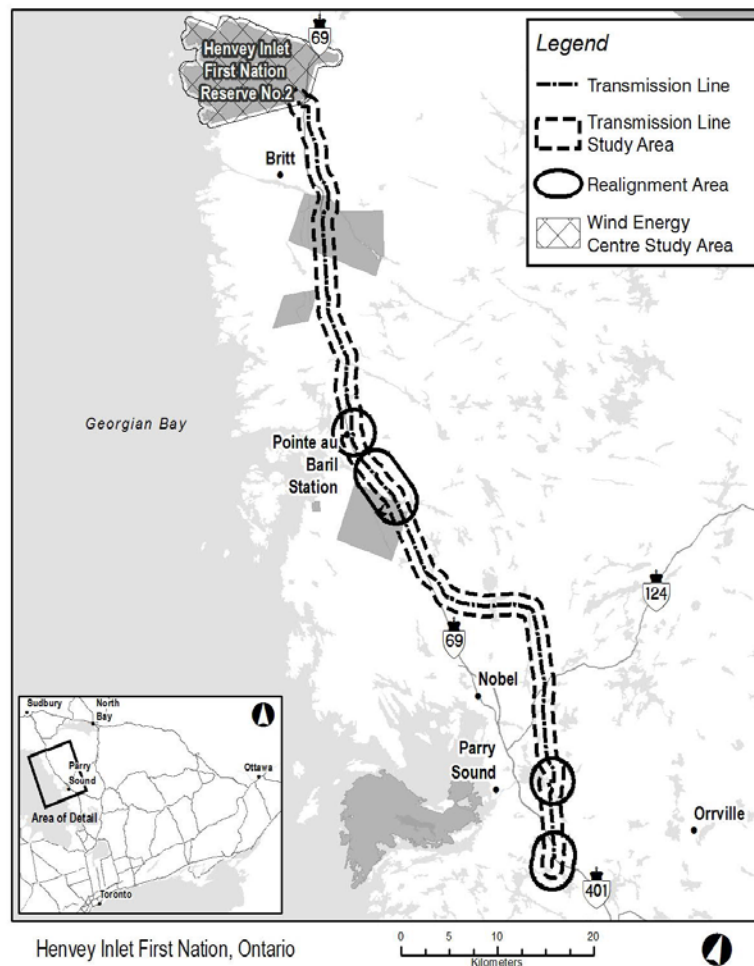 69
Henvey Inlet
First Nation
Reserve No.2
Legend
Transmission Line
Transmission Line
Study Area
Realignment Area
Wind Energy
Centre Study Area
Britt
Georgian Bay
Pointe au
Baril
Station
124
69
Nobel
Parry
Sound
Orrville
401
Sudbury
North
Bay
Parry
Sound
Ottawa
Area of Detail
Toronto
Henvey Inlet First Nation, Ontario
0 5 10 20
Kilometers